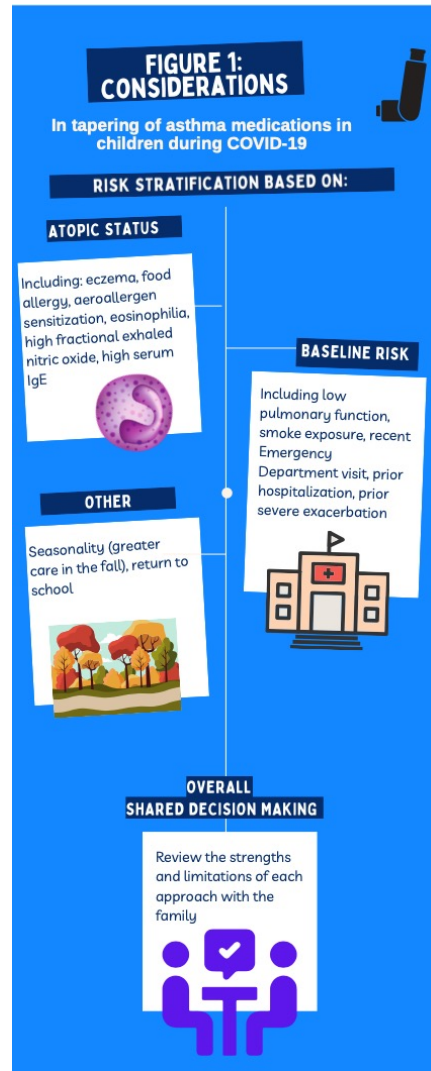 FIGURE 1:
CONSIDERATIONS
In tapering of asthma medications in
children during COVID-19
RISK STRATIFICATION BASED ON:
ATOPIC STATUS
Including: eczema, food
allergy, aeroallergen
sensitization, eosinophilia,
high fractional exhaled
nitric oxide, high serum
IgE
BASELINE RISK
Including low
pulmonary function,
smoke exposure, recent
Emergency
Department visit, prior
hospitalization, prior
severe exacerbation
OTHER
Seasonality (greater
care in the fall), return to
school
OVERALL
SHARED DECISION MAKING
Review the strengths
and limitations of each
approach with the
family